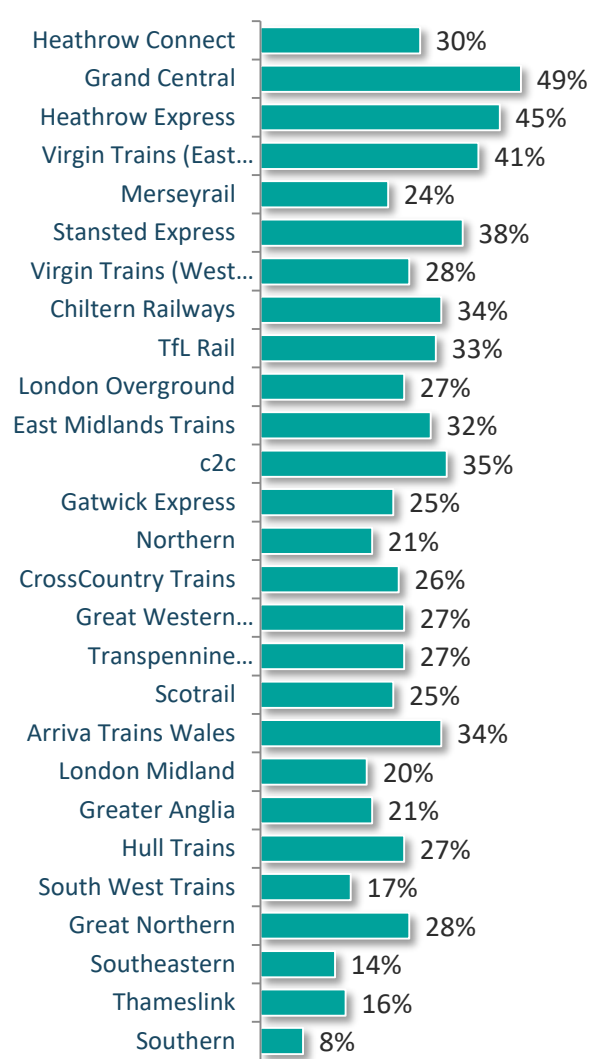 Heathrow Connect 30%
Grand Central 49%
Heathrow Express 45%
Virgin Trains (East... 41%
Merseyrail 24%
Stansted Express 38%
Virgin Trains (West... 28%
Chiltern Railways 34%
TfL Rail 33%
London Overground 27%
East Midlands Trains 32%
c2c 35%
Gatwick Express 25%
Northern 21%
CrossCountry Trains 26%
Great Western... 27%
Transpennine... 27%
Scotrail 25%
Arriva Trains Wales 34%
London Midland 20%
Greater Anglia 21%
Hull Trains 27%
South West Trains 17%
Great Northern 28%
Southeastern 14%
Thameslink 16%
Southern 8%